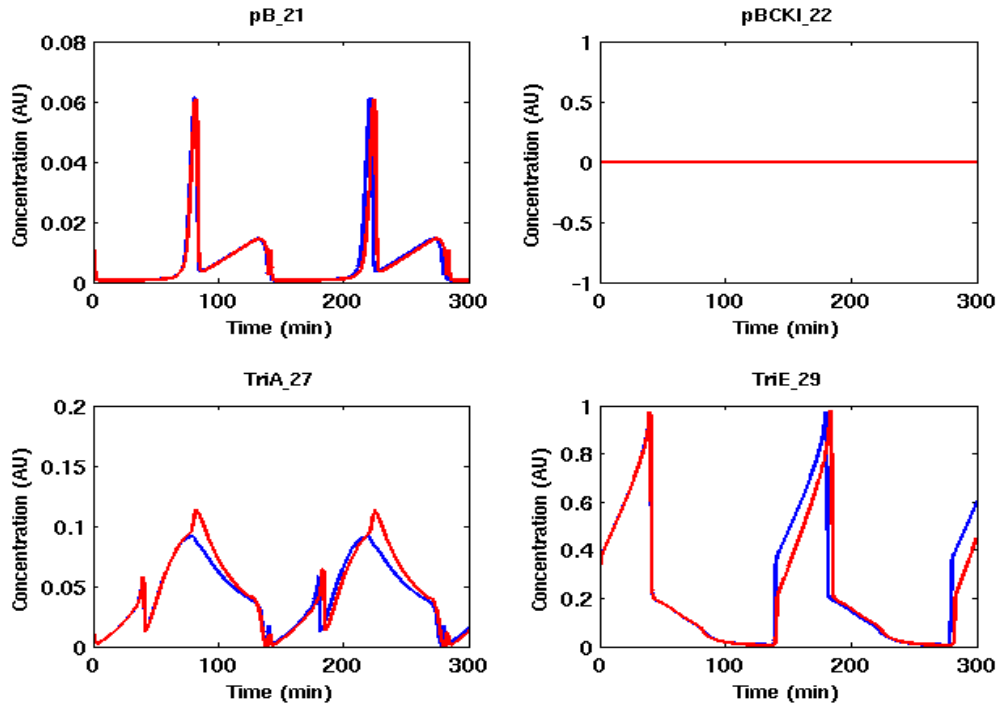 pB_21
pBCKI_22
Concentration (AU)
0.08
0.06
0.04
0.02
0
0 100 200 300
Time (min)
Concentration (AU)
1
0.5
0
−0.5
−1
0 100 200 300
Time (min)
TriA_27
TriE_29
Concentration (AU)
0.2
0.15
0.1
0.05
0
0 100 200 300
Time (min)
Concentration (AU)
1
0.8
0.6
0.4
0.2
0
0 100 200 300
Time (min)